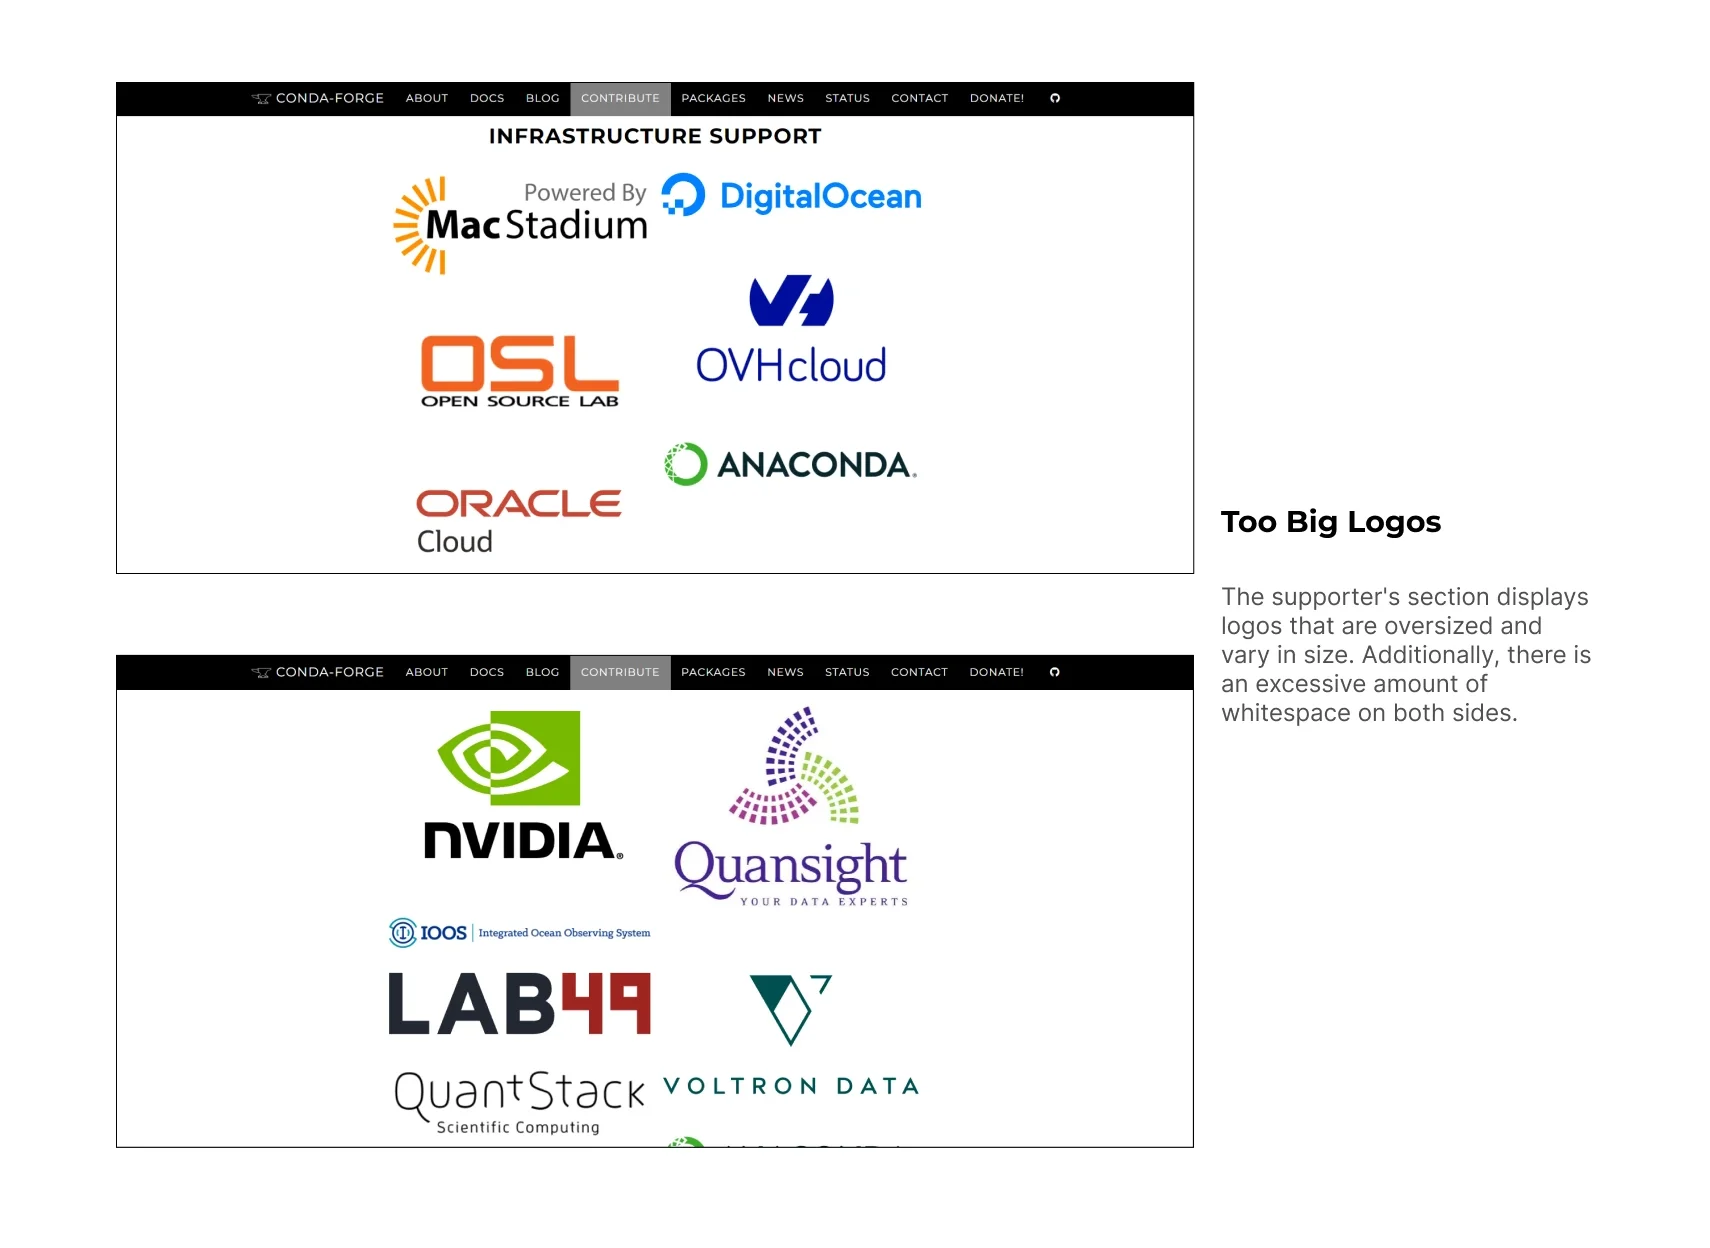 CONDA-FORGE ABOUT DOCS BLOG CONTRIBUTE PACKAGES NEWS STATUS CONTACT DONATE!
INFRASTRUCTURE SUPPORT
Powered By
MacStadium
DigitalOcean
OVHcloud
OSL
OPEN SOURCE LAB
ANACONDA®
ORACLE
Cloud
CONDA-FORGE ABOUT DOCS BLOG CONTRIBUTE PACKAGES NEWS STATUS CONTACT DONATE!
NVIDIA®
Quansight
YOUR DATA EXPERTS
IOOS Integrated Ocean Observing System
LAB49
VOLTRON DATA
QuantStack
Scientific Computing
Too Big Logos
The supporter's section displays
logos that are oversized and
vary in size. Additionally, there is
an excessive amount of
whitespace on both sides.